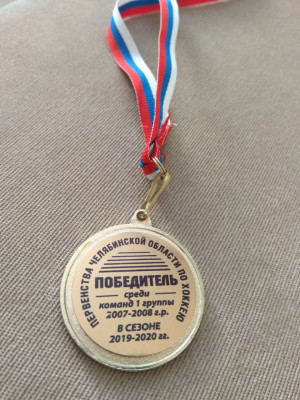 ПЕРВЕНСТВА ЧЕЛЯБИНСКОЙ ОБЛАСТИ ПО ХОККЕЮ
ПОБЕДИТЕЛЬ
среди
команд 1 группы
2007-2008 г.р.
В СЕЗОНЕ
2019-2020 гг.